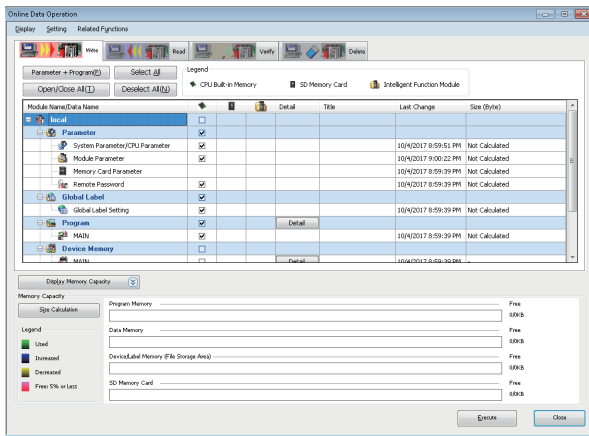 Online Data Operation
Display Setting Related Functions
Write Read Verify Delete
Parameter + Program(F) Select All Legend
Open/Close All(T) Deselect All(N) CPU Built-in Memory SD Memory Card Intelligent Function Module
Module Name/Data Name Detail Title Last Change Size (Byte)
local
Parameter
System Parameter/CPU Parameter 10/4/2017 8:59:51 PM Not Calculated
Module Parameter 10/4/2017 9:00:22 PM Not Calculated
Memory Card Parameter 10/4/2017 8:59:39 PM Not Calculated
Remote Password 10/4/2017 8:59:39 PM Not Calculated
Global Label
Global Label Setting 10/4/2017 8:59:39 PM Not Calculated
Program Detail
MAIN 10/4/2017 8:59:39 PM Not Calculated
Device Memory
MAIN Detail 10/4/2017 8:59:39 PM -
Display Memory Capacity
Memory Capacity
Size Calculation
Program Memory Free
0/0KB
Legend
Used
Increased
Decreased
Free: 5% or Less
Data Memory Free
0/0KB
Device/Label Memory (File Storage Area) Free
0/0KB
SD Memory Card Free
0/0KB
Execute Close